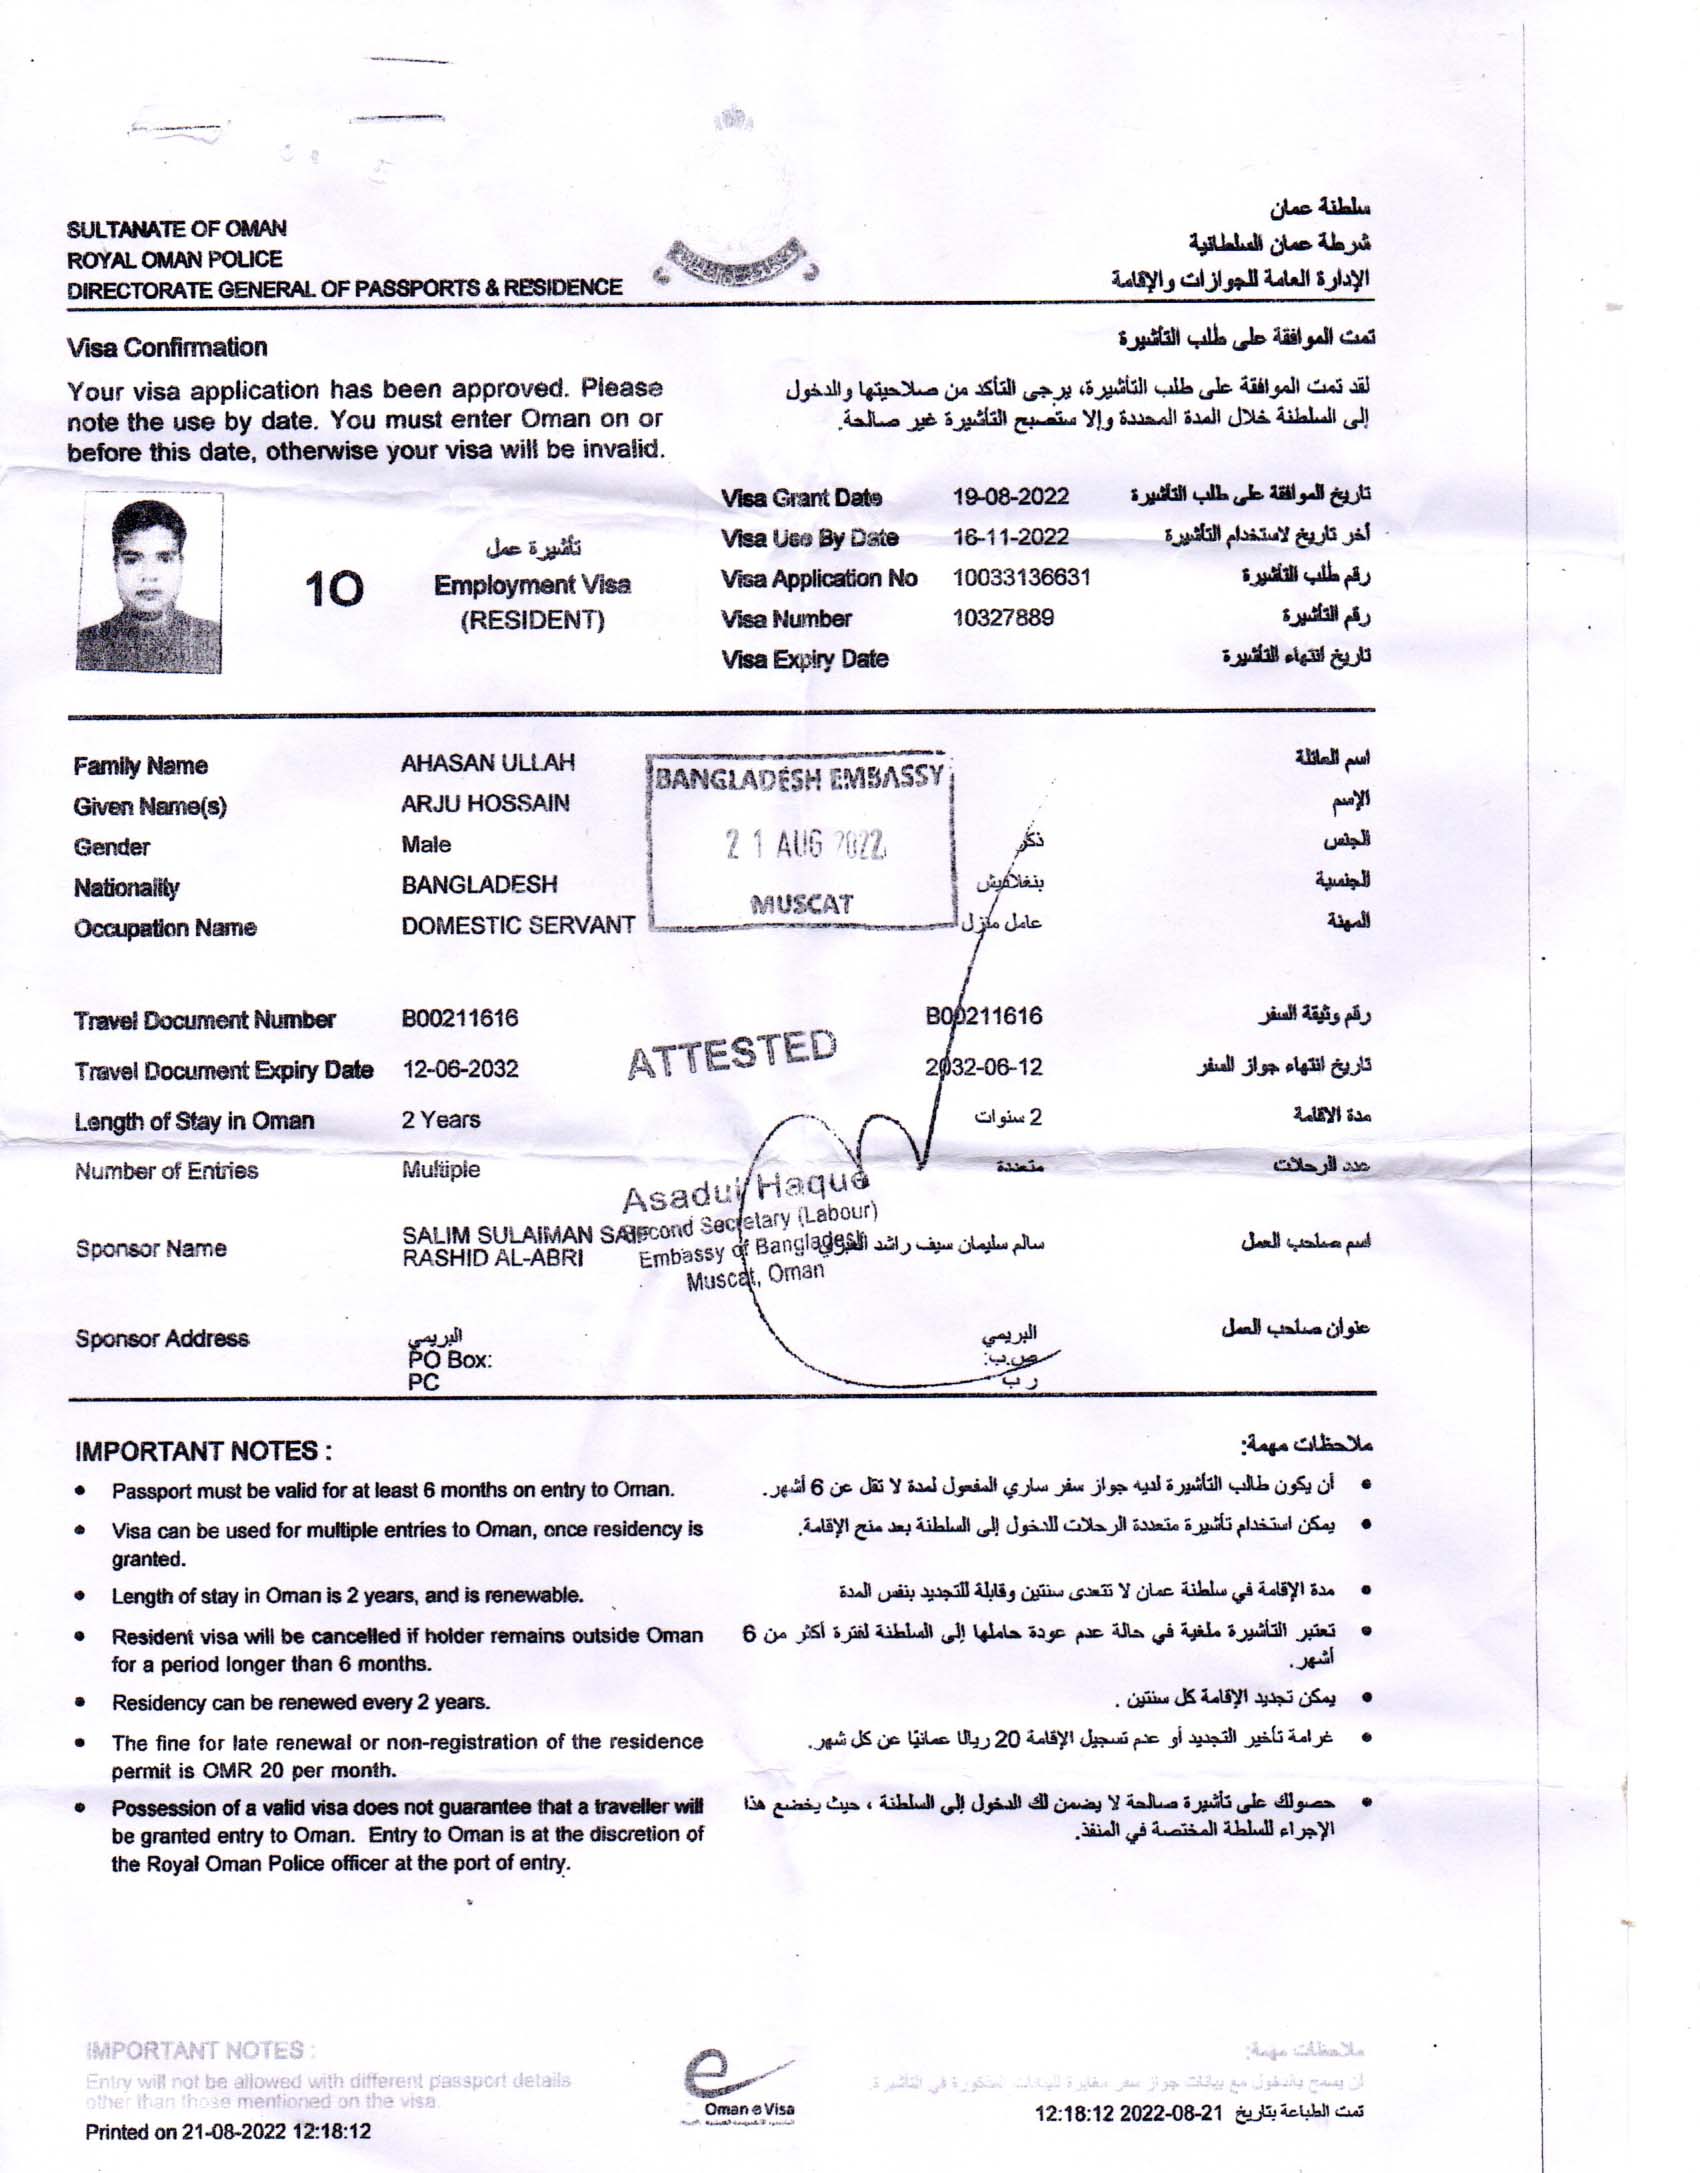 SULTANATE OF OMAN
ROYAL OMAN POLICE
DIRECTORATE GENERAL OF PASSPORTS & RESIDENCE
سلطنة عمان
شرطة عمان السلطانية
الإدارة العامة للجوازات والإقامة
Visa Confirmation
تمت الموافقة على طلب التأشيرة
Your visa application has been approved. Please
note the use by date. You must enter Oman on or
before this date, otherwise your visa will be invalid.
لقد تمت الموافقة على طلب التأشيرة، يرجى التأكد من صلاحيتها والدخول
إلى السلطنة خلال المدة المحددة وإلا ستصبح التأشيرة غير صالحة.
10
تأشيرة عمل
Employment Visa
(RESIDENT)
Visa Grant Date 19-08-2022 تاريخ الموافقة على طلب التأشيرة
Visa Use By Date 16-11-2022 أخر تاريخ لاستخدام التأشيرة
Visa Application No 10033136631 رقم طلب التأشيرة
Visa Number 10327889 رقم التأشيرة
Visa Expiry Date تاريخ انتهاء التأشيرة
Family Name AHASAN ULLAH اسم العائلة
Given Name(s) ARJU HOSSAIN الإسم
Gender Male ذكر الجنس
Nationality BANGLADESH بنغلاديش الجنسية
Occupation Name DOMESTIC SERVANT عامل منزل المهنة
BANGLADESH EMBASSY
21 AUG 2022
MUSCAT
Travel Document Number B00211616 B00211616 رقم وثيقة السفر
Travel Document Expiry Date 12-06-2032 2032-06-12 تاريخ انتهاء جواز السفر
ATTESTED
Length of Stay in Oman 2 Years 2 سنوات مدة الاقامة
Number of Entries Multiple متعددة عدد الرحلات
Asadul Haque
Second Secretary (Labour)
Embassy of Bangladesh
Muscat, Oman
Sponsor Name SALIM SULAIMAN SAIF
RASHID AL-ABRI
سالم سليمان سيف راشد العبري اسم صاحب العمل
Sponsor Address البريمي
PO Box:
PC
البريمي عنوان صاحب العمل
ص.ب:
ر ب
IMPORTANT NOTES :
• Passport must be valid for at least 6 months on entry to Oman.
• Visa can be used for multiple entries to Oman, once residency is
granted.
• Length of stay in Oman is 2 years, and is renewable.
• Resident visa will be cancelled if holder remains outside Oman
for a period longer than 6 months.
• Residency can be renewed every 2 years.
• The fine for late renewal or non-registration of the residence
permit is OMR 20 per month.
• Possession of a valid visa does not guarantee that a traveller will
be granted entry to Oman. Entry to Oman is at the discretion of
the Royal Oman Police officer at the port of entry.
ملاحظات مهمة:
• أن يكون طالب التأشيرة لديه جواز سفر ساري المفعول لمدة لا تقل عن 6 أشهر.
• يمكن استخدام تأشيرة متعددة الرحلات للدخول إلى السلطنة بعد منح الإقامة.
• مدة الإقامة في سلطنة عمان لا تتعدى سنتين وقابلة للتجديد بنفس المدة
• تعتبر التأشيرة ملغية في حالة عدم عودة حاملها إلى السلطنة لفترة أكثر من 6
أشهر.
• يمكن تجديد الإقامة كل سنتين .
• غرامة تأخير التجديد أو عدم تسجيل الإقامة 20 ريالا عمانيًا عن كل شهر.
• حصولك على تأشيرة صالحة لا يضمن لك الدخول إلى السلطنة ، حيث يخضع هذا
الإجراء للسلطة المختصة في المنفذ.
IMPORTANT NOTES :
Entry will not be allowed with different passport details
other than those mentioned on the visa.
Printed on 21-08-2022 12:18:12
Oman e Visa
ملاحظات مهمة:
لن يسمح بالدخول مع بيانات جواز سفر مغايرة للبيانات المذكورة في التأشيرة.
تمت الطباعة بتاريخ 2022-08-21 12:18:12